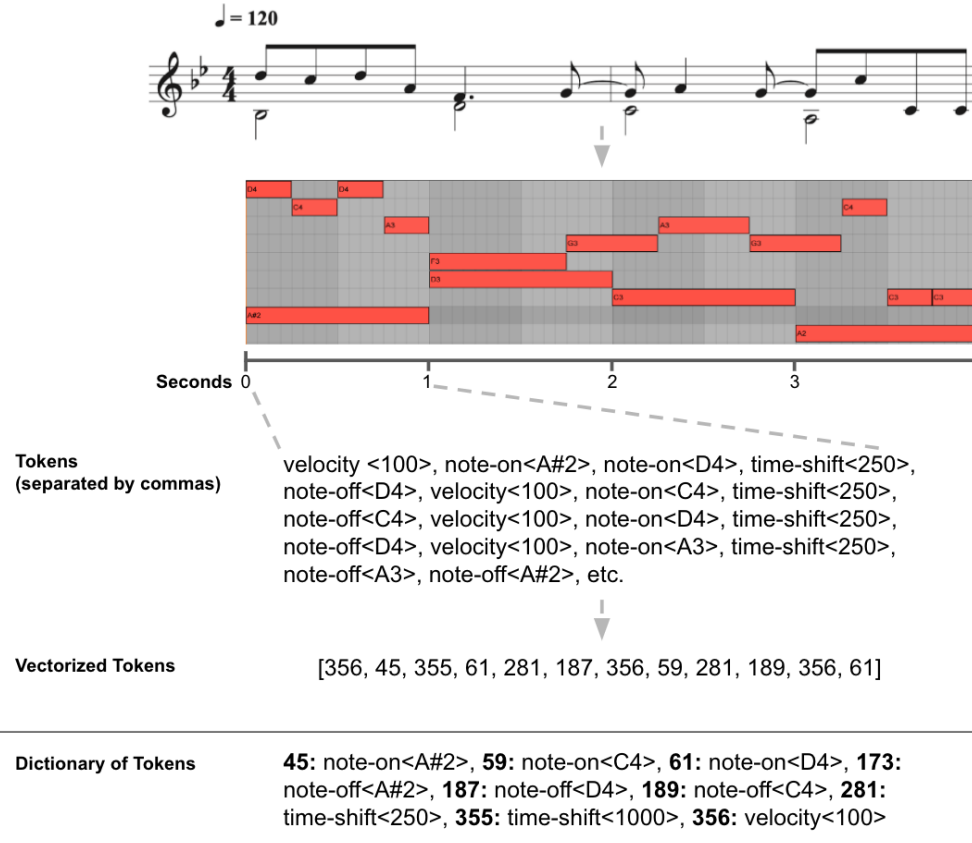 ♩ = 120
4
4
D4 D4
C4 C4
A3 A3
G3 G3
F3
D3
C3 C3 C3
A#2
A2
Seconds 0 1 2 3
Tokens
(separated by commas)
velocity <100>, note-on<A#2>, note-on<D4>, time-shift<250>,
note-off<D4>, velocity<100>, note-on<C4>, time-shift<250>,
note-off<C4>, velocity<100>, note-on<D4>, time-shift<250>,
note-off<D4>, velocity<100>, note-on<A3>, time-shift<250>,
note-off<A3>, note-off<A#2>, etc.
Vectorized Tokens
[356, 45, 355, 61, 281, 187, 356, 59, 281, 189, 356, 61]
Dictionary of Tokens
45: note-on<A#2>, 59: note-on<C4>, 61: note-on<D4>, 173:
note-off<A#2>, 187: note-off<D4>, 189: note-off<C4>, 281:
time-shift<250>, 355: time-shift<1000>, 356: velocity<100>